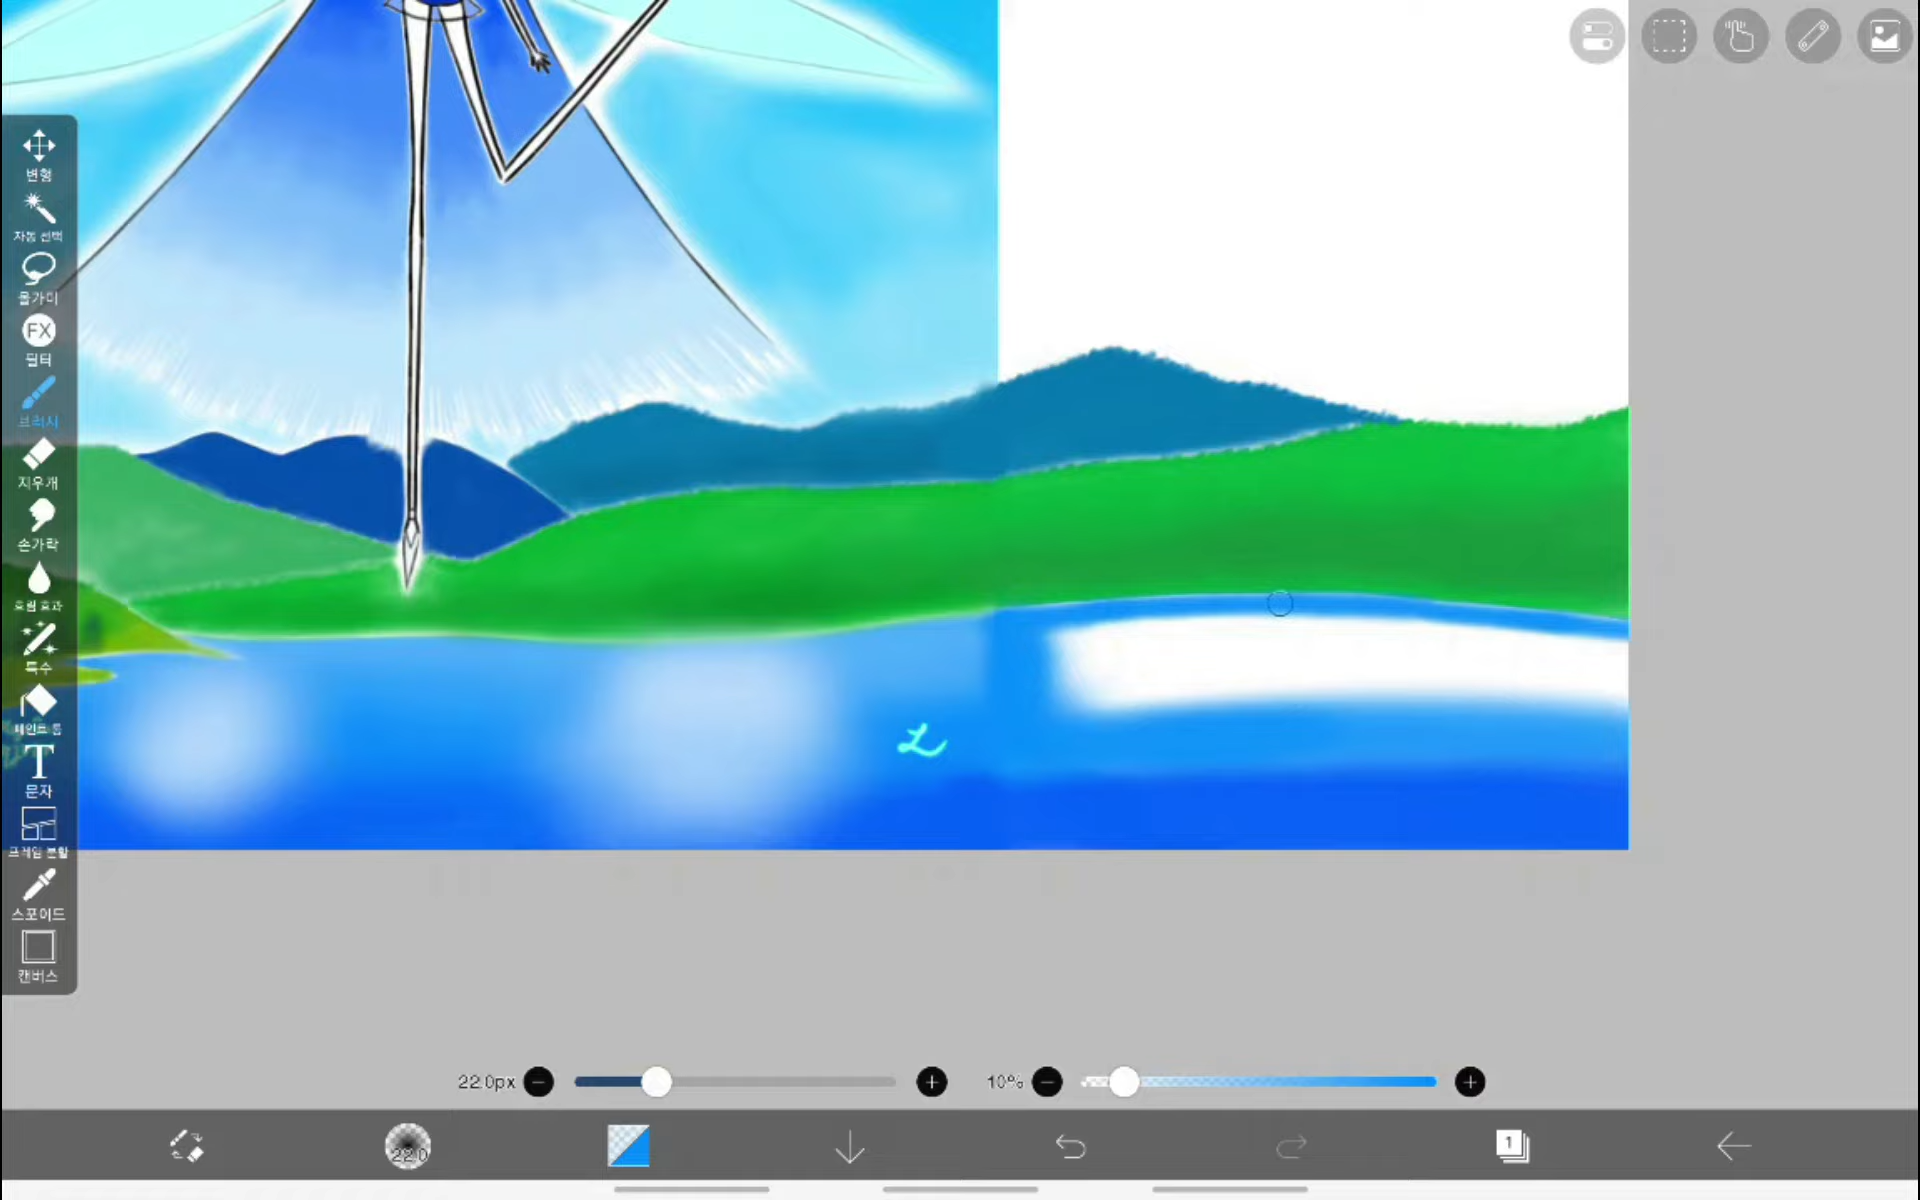 변형
자동 선택
올가미
FX
필터
브러시
지우개
손가락
흐림 효과
특수
페인트 통
T
문자
프레임 분할
스포이드
캔버스
L
22.0px
10%
22.0
1